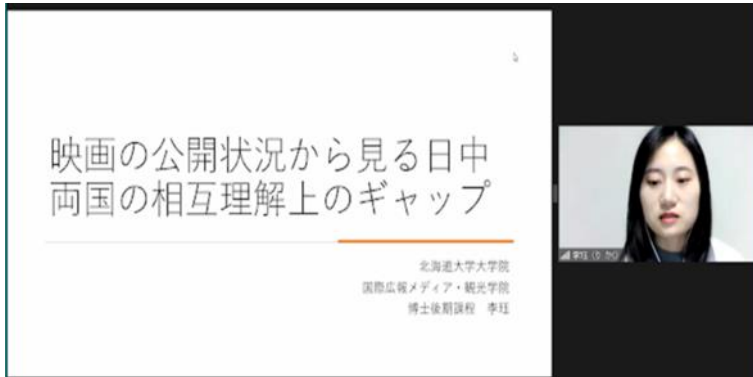 映画の公開状況から見る日中
両国の相互理解上のギャップ
北海道大学大学院
国際広報メディア・観光学院
博士後期課程　李珏